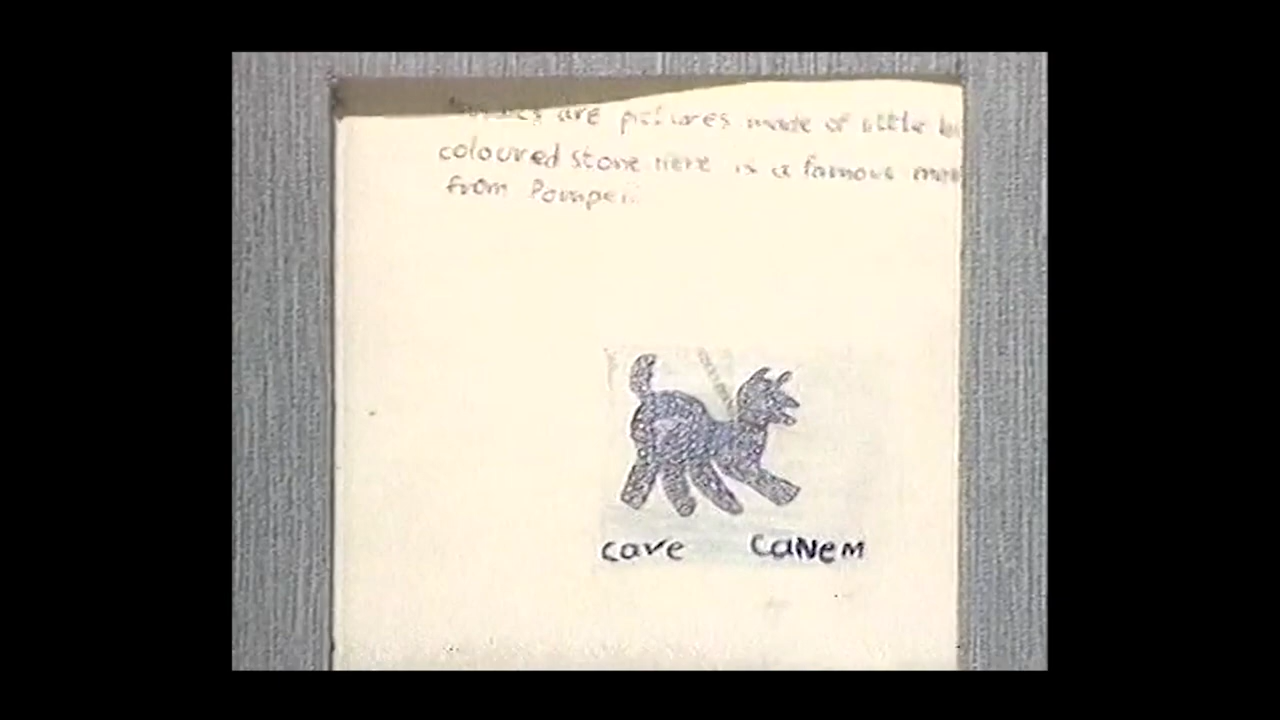 are pictures made of little
coloured stone here is a famous
from Pompeii
cave canem